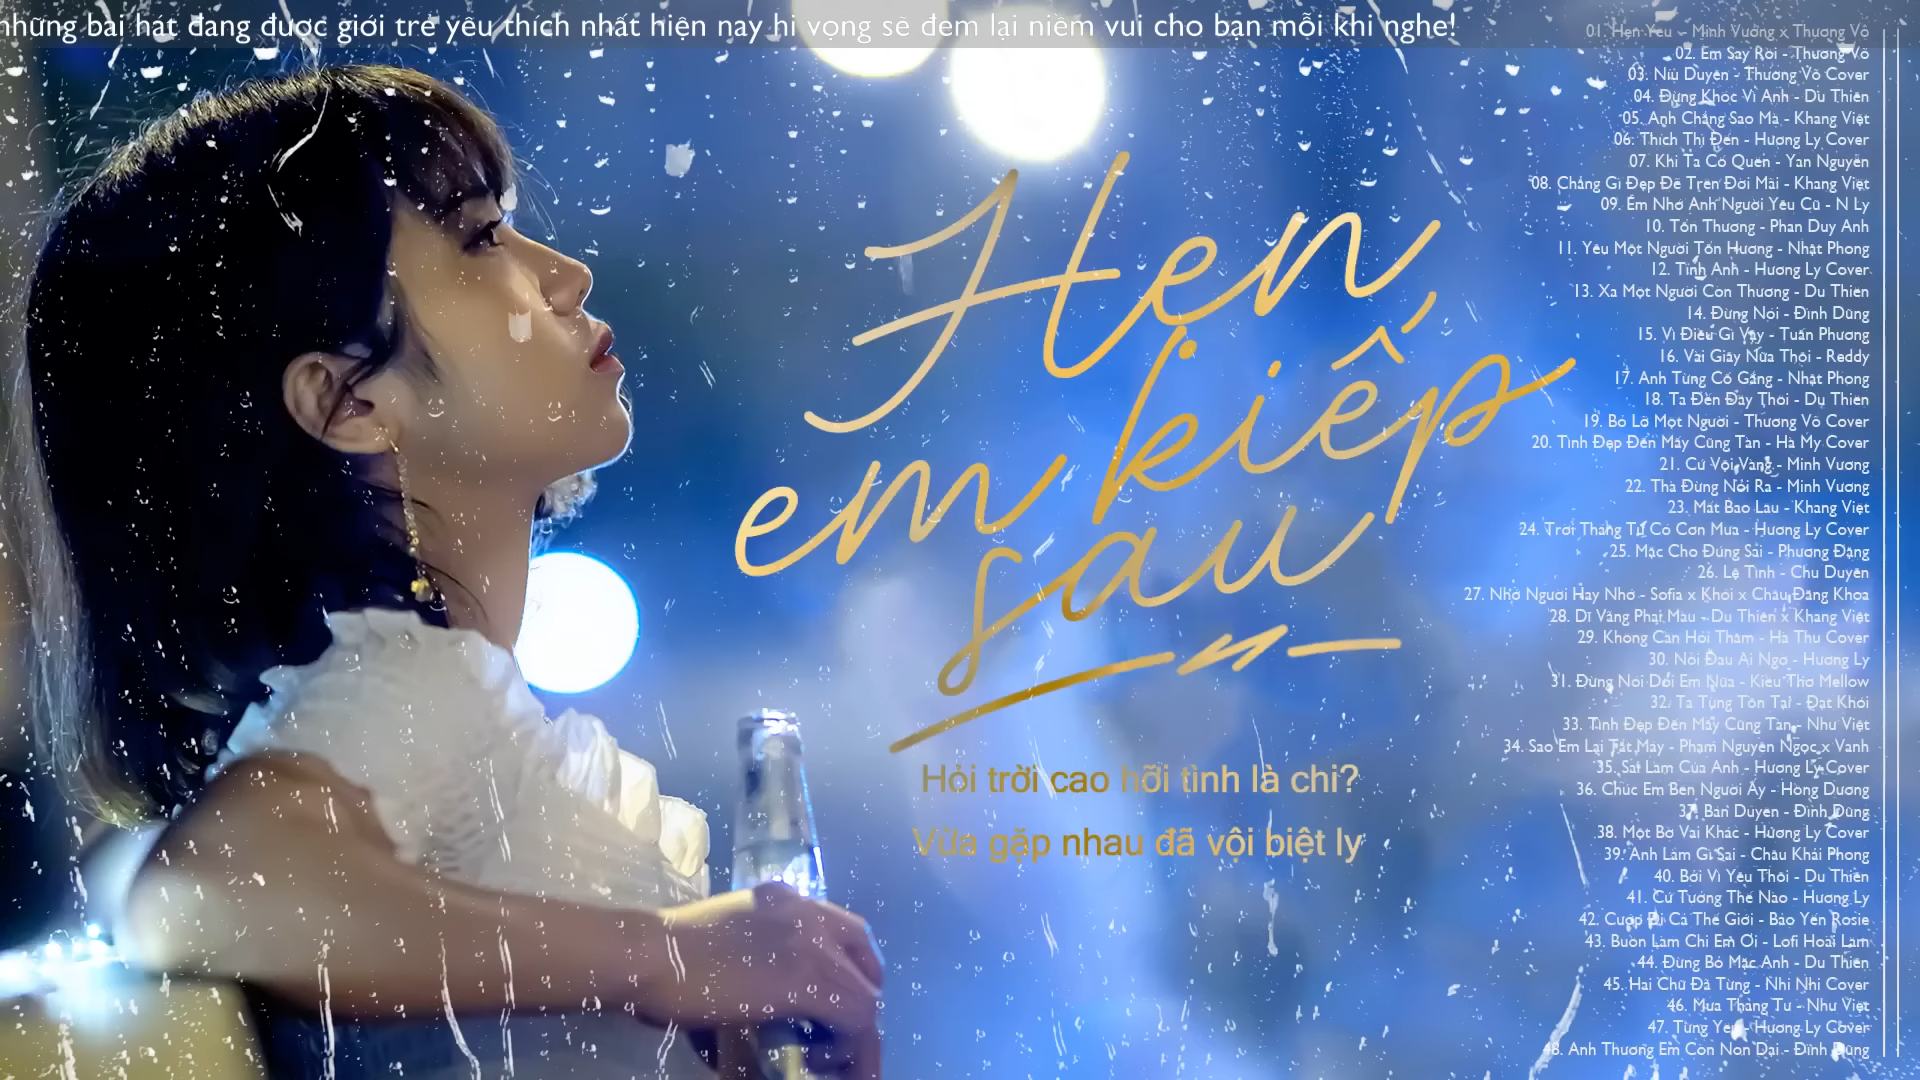 những bài hát đang được giới trẻ yêu thích nhất hiện nay hi vọng sẽ đem lại niềm vui cho bạn mỗi khi nghe!
Hẹn
em kiếp
sau
Hỏi trời cao hỡi tình là chi?
Vừa gặp nhau đã vội biệt ly
01. Hẹn Yêu - Minh Vương x Thương Võ
02. Em Say Rồi - Thương Võ
03. Níu Duyên - Thương Võ Cover
04. Đừng Khóc Vì Anh - Du Thiên
05. Anh Chẳng Sao Mà - Khang Việt
06. Thích Thì Đến - Hương Ly Cover
07. Khi Ta Cô Quen - Yan Nguyễn
08. Chẳng Gì Đẹp Đẽ Trên Đời Mãi - Khang Việt
09. Em Nhớ Anh Người Yêu Cũ - N Ly
10. Tổn Thương - Phan Duy Anh
11. Yêu Một Người Tổn Hương - Nhật Phong
12. Tình Anh - Hương Ly Cover
13. Xa Một Người Còn Thương - Du Thiên
14. Đừng Nói - Đình Dũng
15. Vì Điều Gì Vậy - Tuấn Phương
16. Vài Giây Nữa Thôi - Reddy
17. Anh Từng Cố Gắng - Nhật Phong
18. Ta Đến Đây Thôi - Du Thiên
19. Bỏ Lỡ Một Người - Thương Võ Cover
20. Tình Đẹp Đến Mấy Cũng Tàn - Hà My Cover
21. Cứ Vội Vàng - Minh Vương
22. Thà Đừng Nói Ra - Minh Vương
23. Mất Bao Lâu - Khang Việt
24. Trời Tháng Tư Có Cơn Mưa - Hương Ly Cover
25. Mặc Cho Đúng Sai - Phương Đặng
26. Lệ Tình - Chu Duyên
27. Nhờ Người Hãy Nhớ - Sofia x Khói x Châu Đăng Khoa
28. Dĩ Vãng Phai Màu - Du Thiên x Khang Việt
29. Không Cần Hỏi Thăm - Hà Thu Cover
30. Nỗi Đau Ai Ngờ - Hương Ly
31. Đừng Nói Dối Em Nữa - Kiều Thơ Mellow
32. Ta Từng Tồn Tại - Đạt Khói
33. Tình Đẹp Đến Mấy Cũng Tàn - Như Việt
34. Sao Em Lại Tắt Máy - Phạm Nguyên Ngọc x Vanh
35. Sai Lầm Của Anh - Hương Ly Cover
36. Chúc Em Bên Người Ấy - Hồng Dương
37. Bạn Duyên - Đình Dũng
38. Một Bờ Vai Khác - Hương Ly Cover
39. Anh Làm Gì Sai - Châu Khải Phong
40. Bởi Vì Yêu Thôi - Du Thiên
41. Cứ Tưởng Thế Nào - Hương Ly
42. Cướp Đi Cả Thế Giới - Bảo Yến Rosie
43. Buồn Làm Chi Em Ơi - Lofi Hoài Lâm
44. Đừng Bỏ Mặc Anh - Du Thiên
45. Hai Chữ Đã Từng - Nhi Nhi Cover
46. Mưa Tháng Tư - Như Việt
47. Từng Yêu - Hương Ly Cover
48. Anh Thương Em Còn Non Dại - Đình Dũng